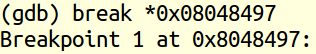 (gdb) break *0x08048497
Breakpoint 1 at 0x8048497: